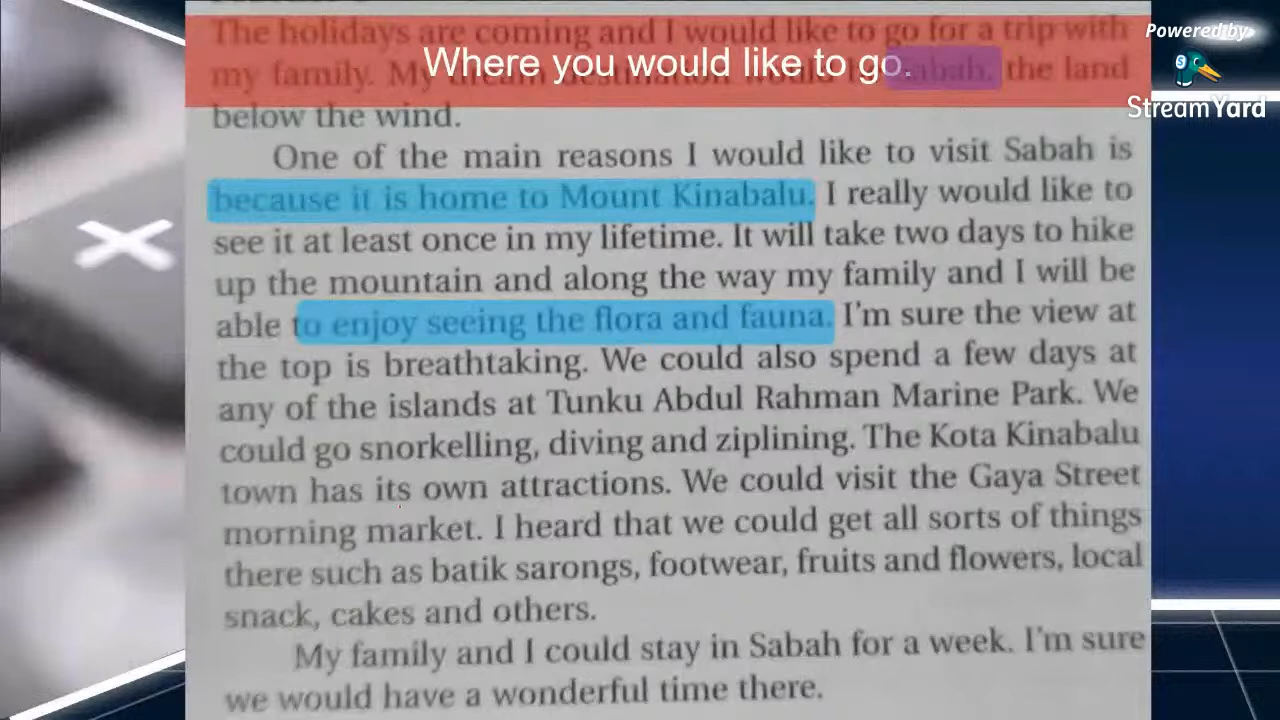 The holidays are coming and I would like to go for a trip with
Where you would like to go.
my family. My dream destination would be Sabah, the land
below the wind.
One of the main reasons I would like to visit Sabah is
because it is home to Mount Kinabalu. I really would like to
see it at least once in my lifetime. It will take two days to hike
up the mountain and along the way my family and I will be
able to enjoy seeing the flora and fauna. I'm sure the view at
the top is breathtaking. We could also spend a few days at
any of the islands at Tunku Abdul Rahman Marine Park. We
could go snorkelling, diving and ziplining. The Kota Kinabalu
town has its own attractions. We could visit the Gaya Street
morning market. I heard that we could get all sorts of things
there such as batik sarongs, footwear, fruits and flowers, local
snack, cakes and others.
My family and I could stay in Sabah for a week. I'm sure
we would have a wonderful time there.
Powered by
StreamYard